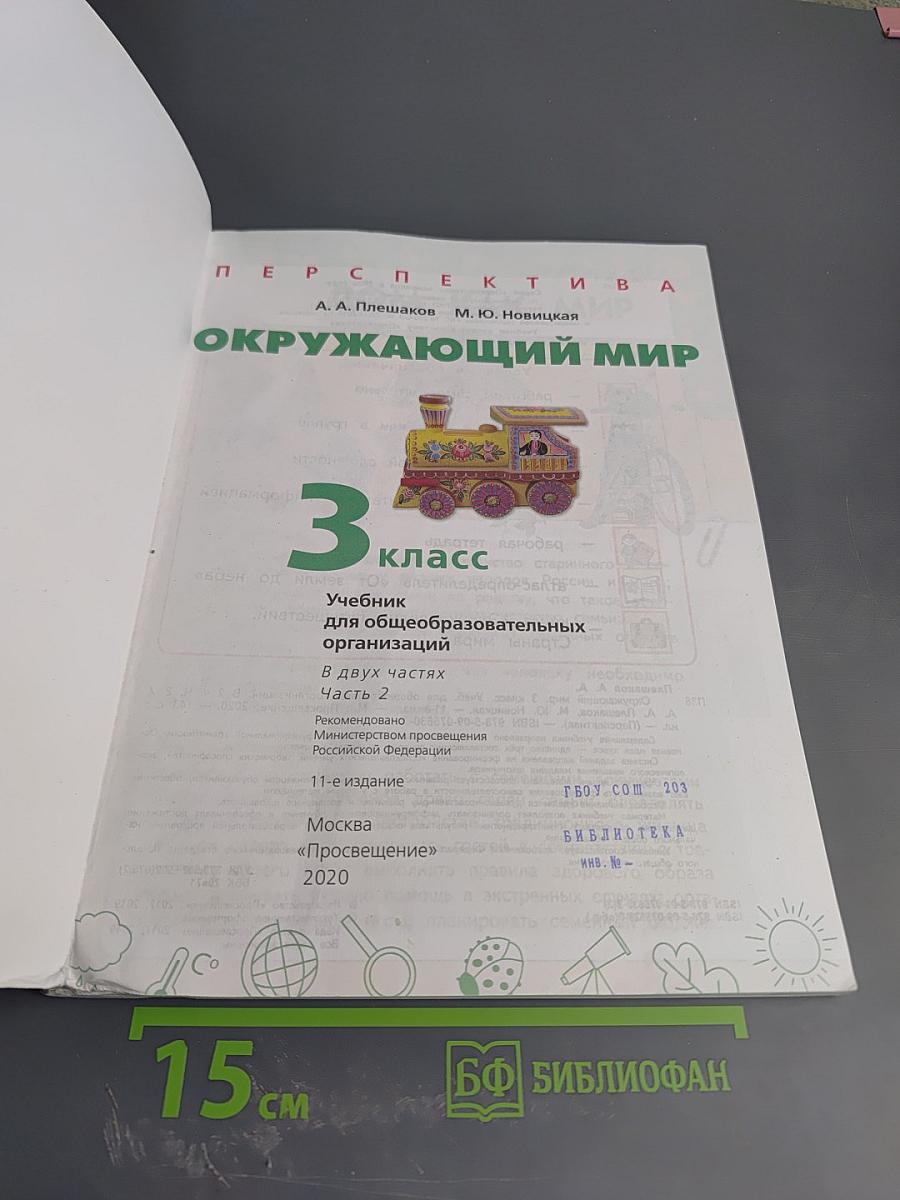 ПЕРСПЕКТИВА
А. А. Плешаков М. Ю. Новицкая
ОКРУЖАЮЩИЙ МИР
3 класс
Учебник
для общеобразовательных
организаций
В двух частях
Часть 2
Рекомендовано
Министерством просвещения
Российской Федерации
11-е издание
Москва
«Просвещение»
2020
ГБОУ СОШ 203
БИБЛИОТЕКА
ИНВ. № –
C°
15 см
БФ БИБЛИОФАН